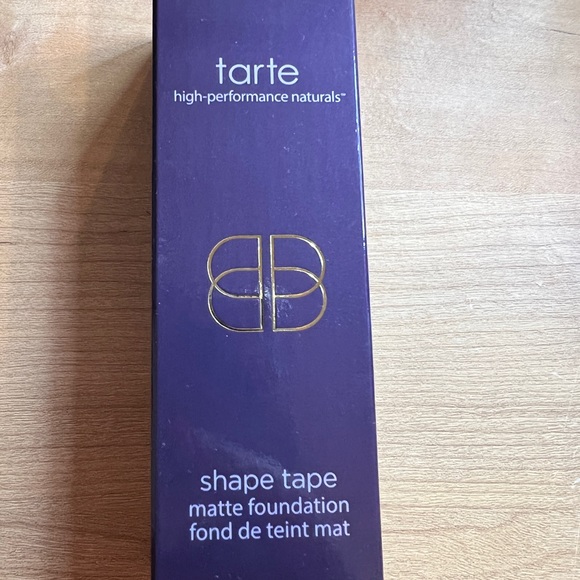 tarte
high-performance naturals™
shape tape
matte foundation
fond de teint mat